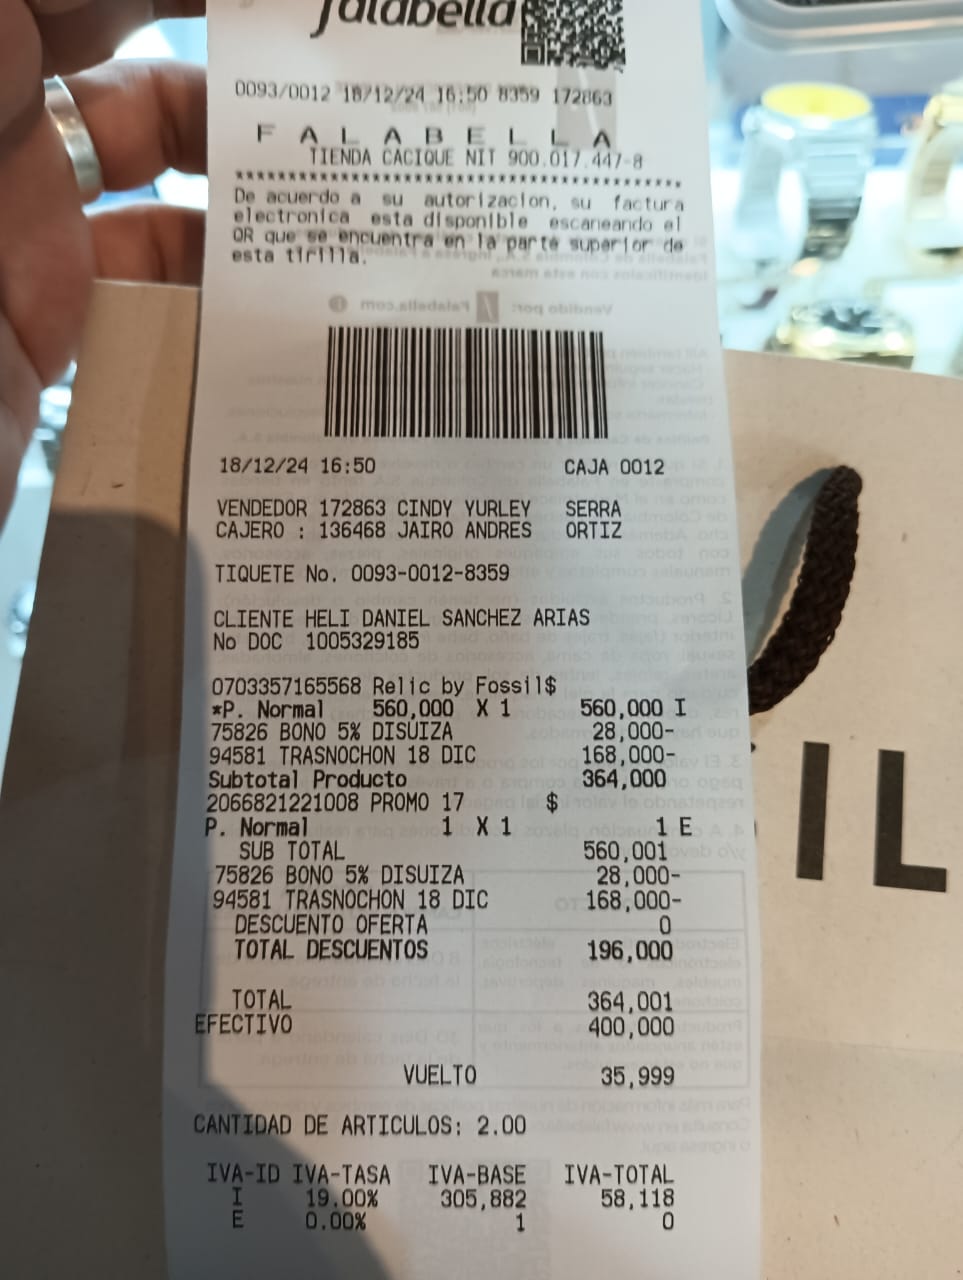 falabella
0093/0012 18/12/24 16:50 8359 172863
F A L A B E L L A
TIENDA CACIQUE NIT 900.017.447-8
****************************************
De acuerdo a su autorizacion, su factura
electronica esta disponible escaneando el
QR que se encuentra en la parte superior de
esta tirilla.
Vendido por: Falabella.com
18/12/24 16:50 CAJA 0012
VENDEDOR 172863 CINDY YURLEY SERRA
CAJERO : 136468 JAIRO ANDRES ORTIZ
TIQUETE No. 0093-0012-8359
CLIENTE HELI DANIEL SANCHEZ ARIAS
No DOC 1005329185
0703357165568 Relic by Fossil$
*P. Normal 560,000 X 1 560,000 I
75826 BONO 5% DISUIZA 28,000-
94581 TRASNOCHON 18 DIC 168,000-
Subtotal Producto 364,000
2066821221008 PROMO 17 $
P. Normal 1 X 1 1 E
SUB TOTAL 560,001
75826 BONO 5% DISUIZA 28,000-
94581 TRASNOCHON 18 DIC 168,000-
DESCUENTO OFERTA 0
TOTAL DESCUENTOS 196,000
TOTAL 364,001
EFECTIVO 400,000
VUELTO 35,999
CANTIDAD DE ARTICULOS: 2.00
IVA-ID IVA-TASA IVA-BASE IVA-TOTAL
I 19.00% 305,882 58,118
E 0.00% 1 0
IL